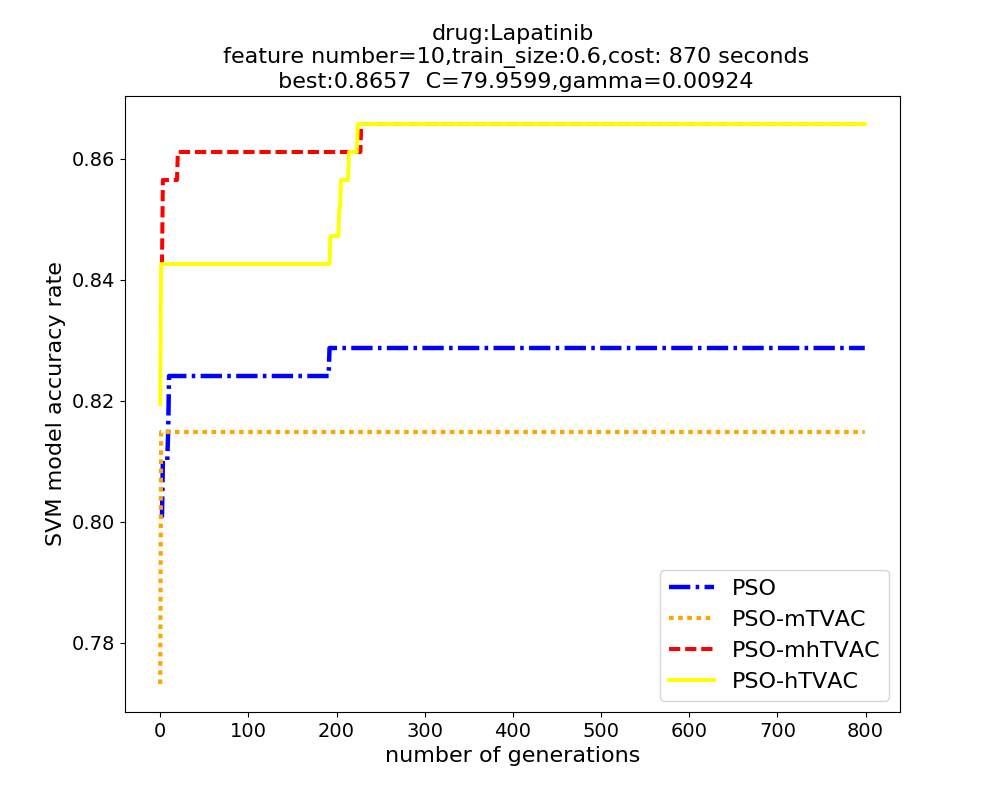 drug:Lapatinib
feature number=10,train_size:0.6,cost: 870 seconds
best:0.8657  C=79.9599,gamma=0.00924
SVM model accuracy rate
0.86
0.84
0.82
0.80
0.78
PSO
PSO-mTVAC
PSO-mhTVAC
PSO-hTVAC
0 100 200 300 400 500 600 700 800
number of generations